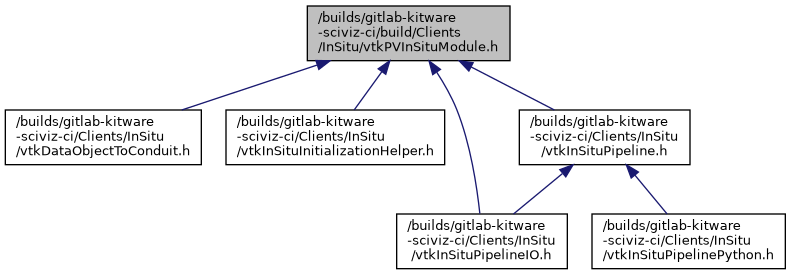 /builds/gitlab-kitware
-sciviz-ci/build/Clients
/InSitu/vtkPVInSituModule.h
/builds/gitlab-kitware
-sciviz-ci/Clients/InSitu
/vtkDataObjectToConduit.h
/builds/gitlab-kitware
-sciviz-ci/Clients/InSitu
/vtkInSituInitializationHelper.h
/builds/gitlab-kitware
-sciviz-ci/Clients/InSitu
/vtkInSituPipeline.h
/builds/gitlab-kitware
-sciviz-ci/Clients/InSitu
/vtkInSituPipelineIO.h
/builds/gitlab-kitware
-sciviz-ci/Clients/InSitu
/vtkInSituPipelinePython.h